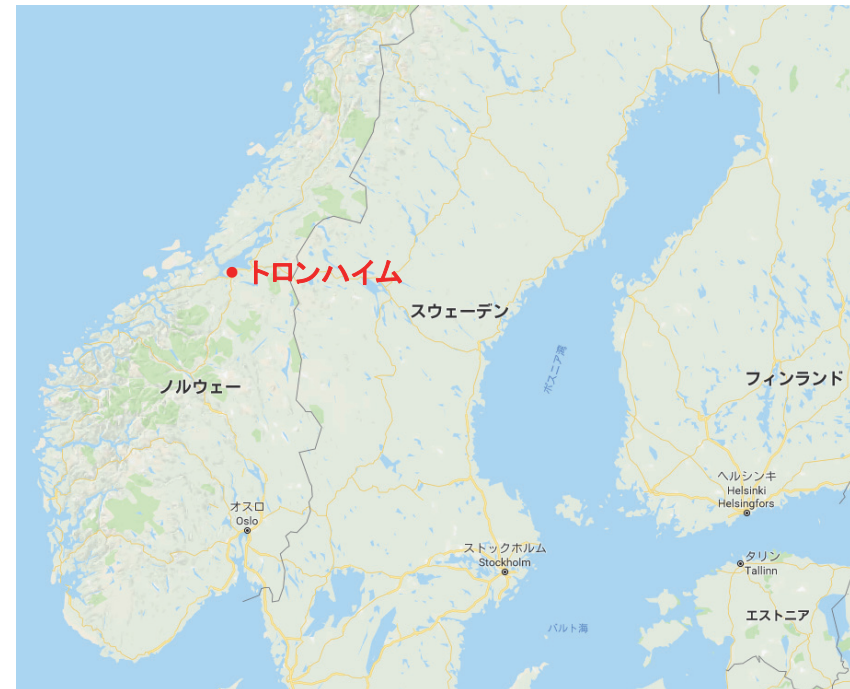 トロンハイム
スウェーデン
ボスニア湾
フィンランド
ノルウェー
ヘルシンキ
Helsinki
Helsingfors
オスロ
Oslo
ストックホルム
Stockholm
タリン
Tallinn
エストニア
バルト海